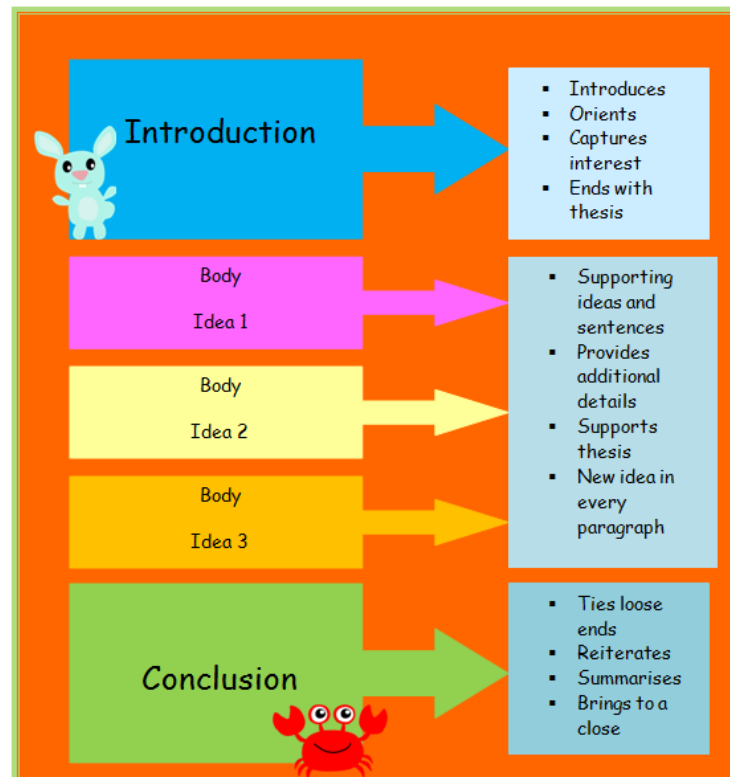 Introduction
▪ Introduces
▪ Orients
▪ Captures
interest
▪ Ends with
thesis
Body
Idea 1
Body
Idea 2
Body
Idea 3
▪ Supporting
ideas and
sentences
▪ Provides
additional
details
▪ Supports
thesis
▪ New idea in
every
paragraph
Conclusion
▪ Ties loose
ends
▪ Reiterates
▪ Summarises
▪ Brings to a
close